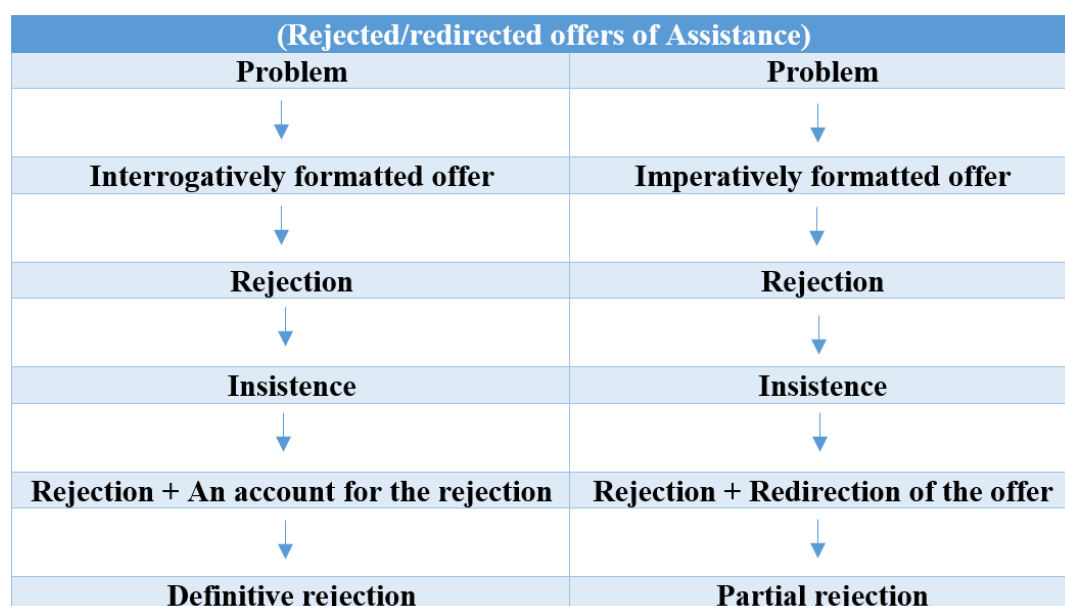 (Rejected/redirected offers of Assistance)
Problem Problem
Interrogatively formatted offer Imperatively formatted offer
Rejection Rejection
Insistence Insistence
Rejection + An account for the rejection Rejection + Redirection of the offer
Definitive rejection Partial rejection